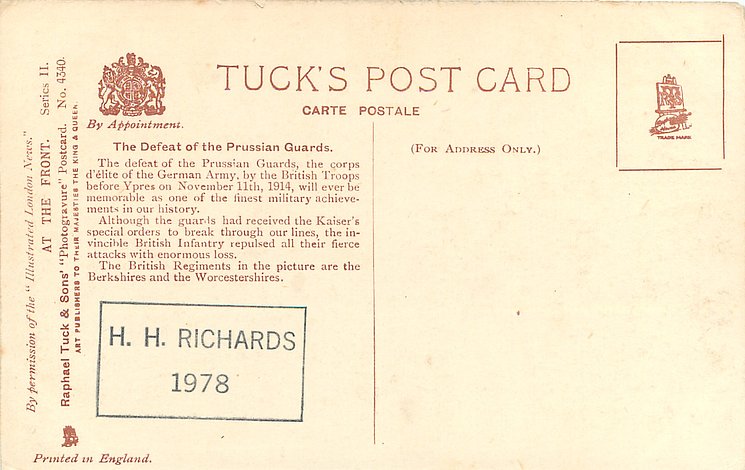 By permission of the "Illustrated London News."
AT THE FRONT. Series II.
Raphael Tuck & Sons' "Photogravure" Postcard. No. 4340.
ART PUBLISHERS TO THEIR MAJESTIES THE KING & QUEEN.
By Appointment.
TUCK'S POST CARD
CARTE POSTALE
(FOR ADDRESS ONLY.)
TRADE MARK
The Defeat of the Prussian Guards.
The defeat of the Prussian Guards, the corps
d'élite of the German Army, by the British Troops
before Ypres on November 11th, 1914, will ever be
memorable as one of the finest military achieve-
ments in our history.
Although the guards had received the Kaiser's
special orders to break through our lines, the in-
vincible British Infantry repulsed all their fierce
attacks with enormous loss.
The British Regiments in the picture are the
Berkshires and the Worcestershires.
H. H. RICHARDS
1978
Printed in England.